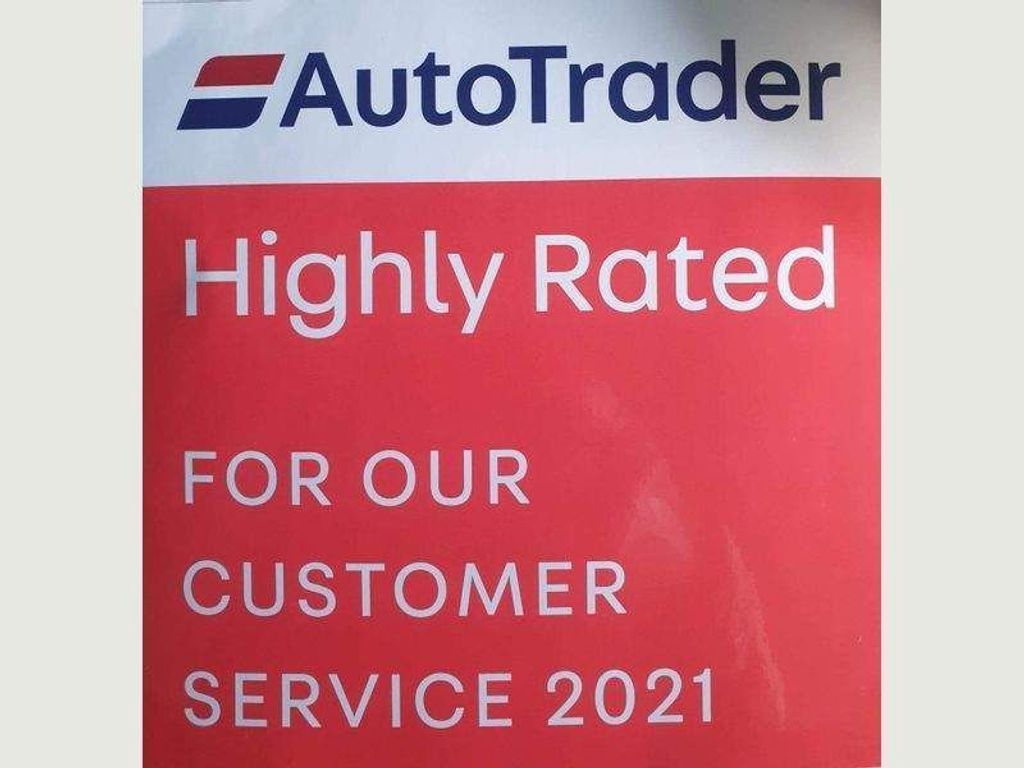 AutoTrader
Highly Rated
FOR OUR
CUSTOMER
SERVICE 2021